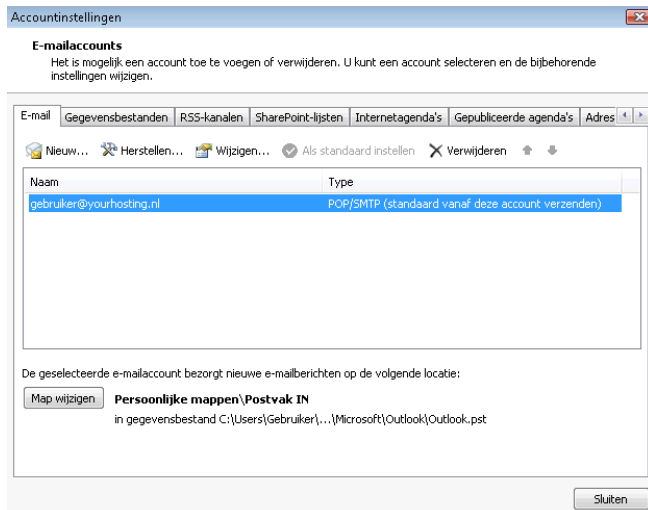 Accountinstellingen
E-mailaccounts
Het is mogelijk een account toe te voegen of verwijderen. U kunt een account selecteren en de bijbehorende
instellingen wijzigen.
E-mail Gegevensbestanden RSS-kanalen SharePoint-lijsten Internetagenda's Gepubliceerde agenda's Adres
Nieuw... Herstellen... Wijzigen... Als standaard instellen Verwijderen
Naam Type
gebruiker@yourhosting.nl POP/SMTP (standaard vanaf deze account verzenden)
De geselecteerde e-mailaccount bezorgt nieuwe e-mailberichten op de volgende locatie:
Map wijzigen Persoonlijke mappen\Postvak IN
in gegevensbestand C:\Users\Gebruiker\...\Microsoft\Outlook\Outlook.pst
Sluiten